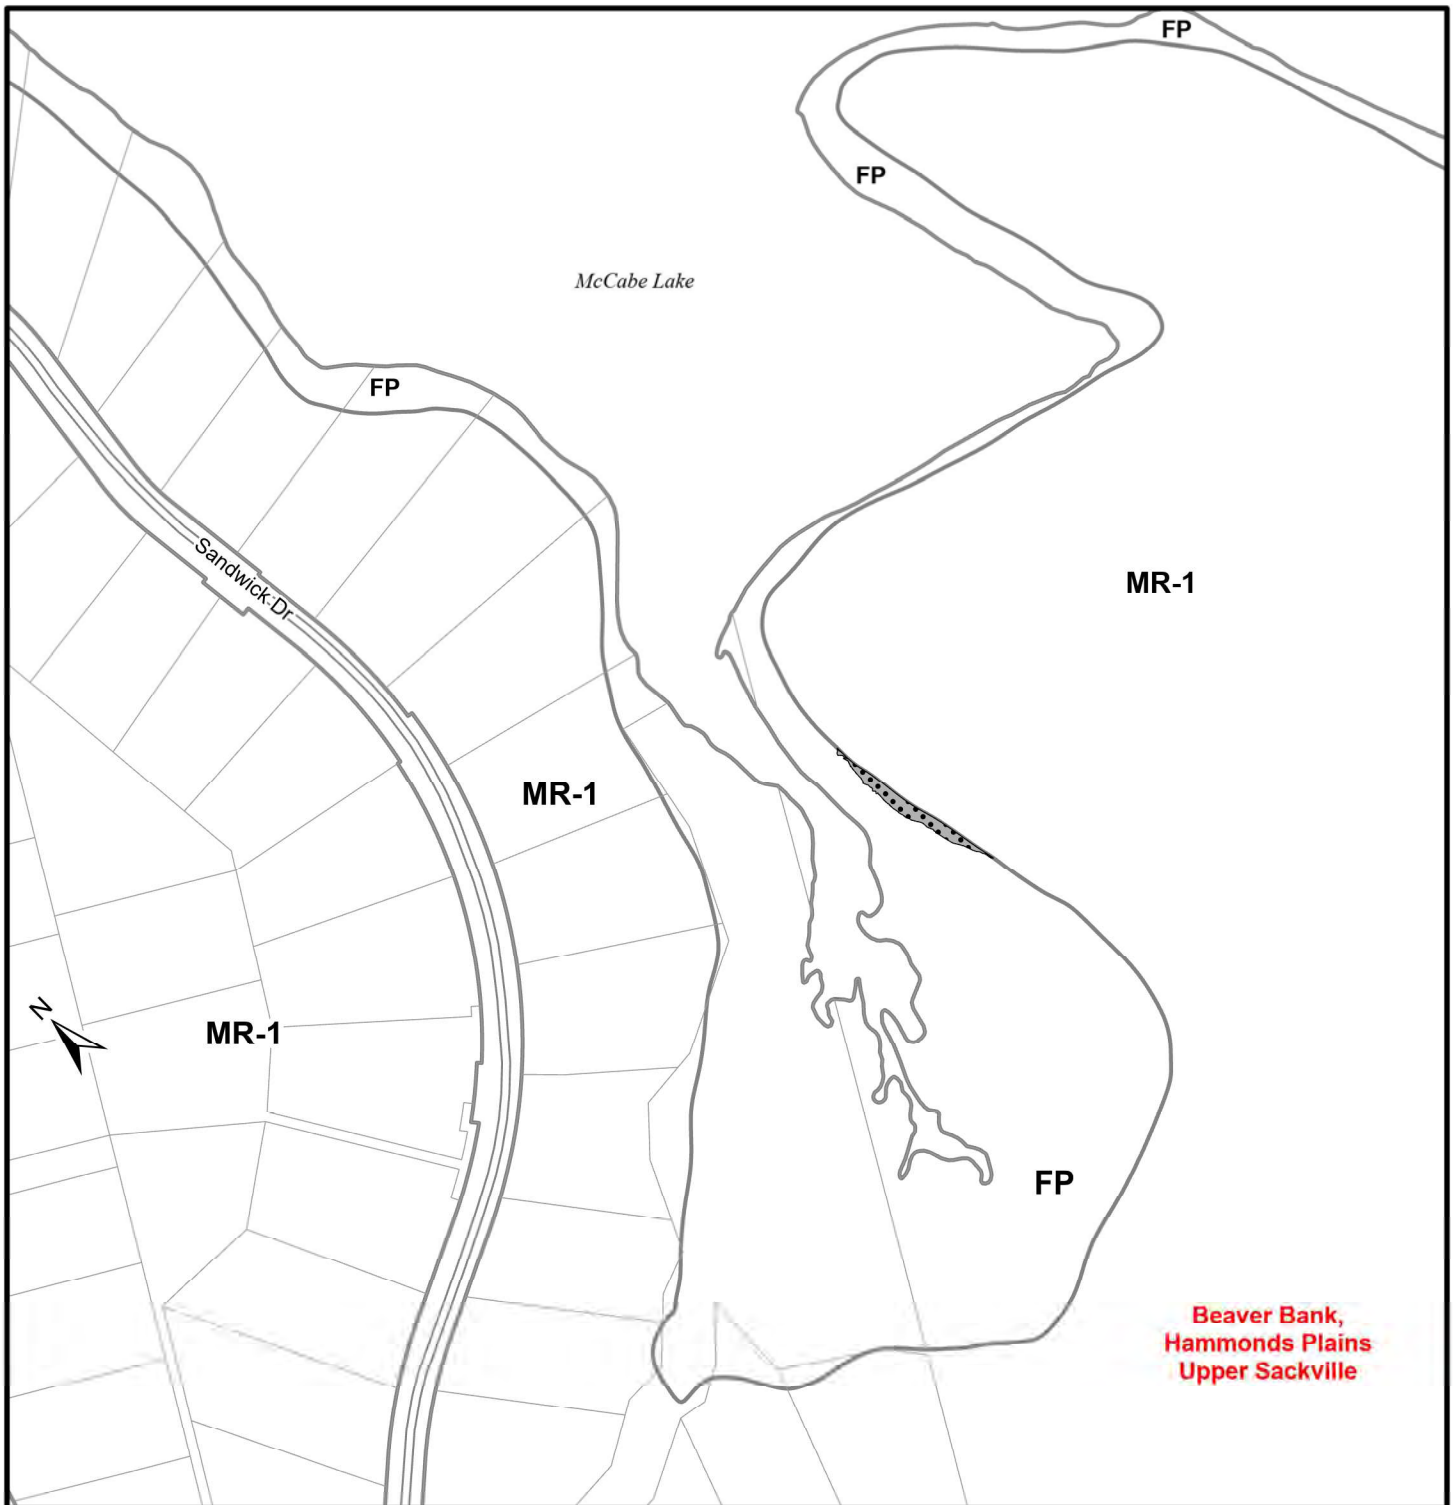 FP
FP
McCabe Lake
FP
Sandwick Dr
MR-1
MR-1
N
MR-1
FP
Beaver Bank,
Hammonds Plains
Upper Sackville